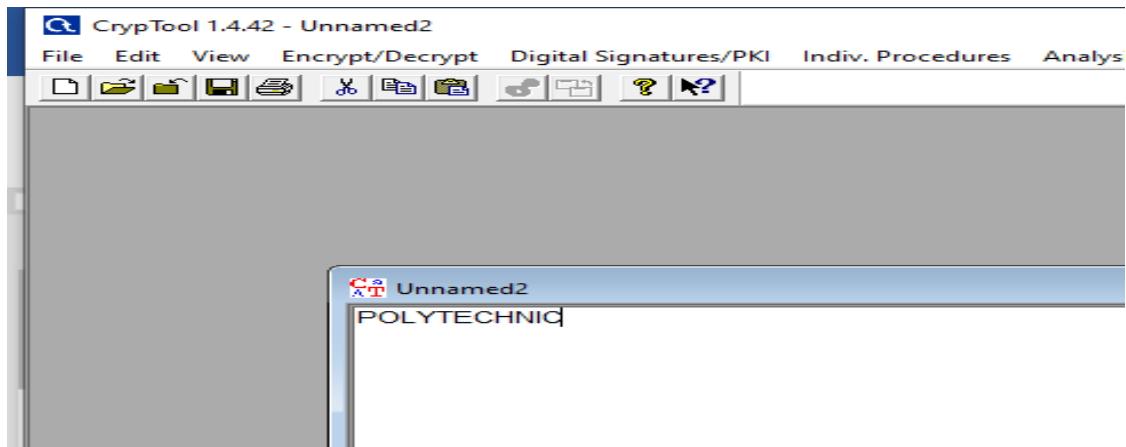 CrypTool 1.4.42 - Unnamed2
File Edit View Encrypt/Decrypt Digital Signatures/PKI Indiv. Procedures Analys
Unnamed2
POLYTECHNIC